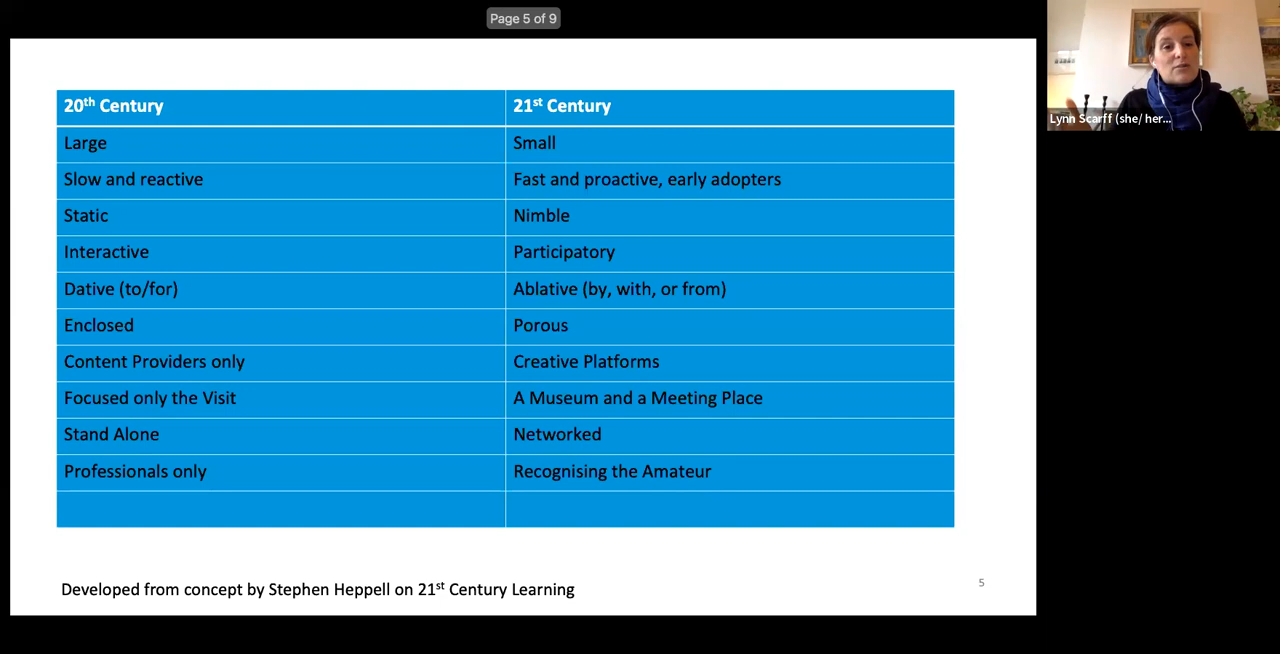 Page 5 of 9
20th Century 21st Century
Large Small
Slow and reactive Fast and proactive, early adopters
Static Nimble
Interactive Participatory
Dative (to/for) Ablative (by, with, or from)
Enclosed Porous
Content Providers only Creative Platforms
Focused only the Visit A Museum and a Meeting Place
Stand Alone Networked
Professionals only Recognising the Amateur
Developed from concept by Stephen Heppell on 21st Century Learning
5
Lynn Scarff (she/ her...